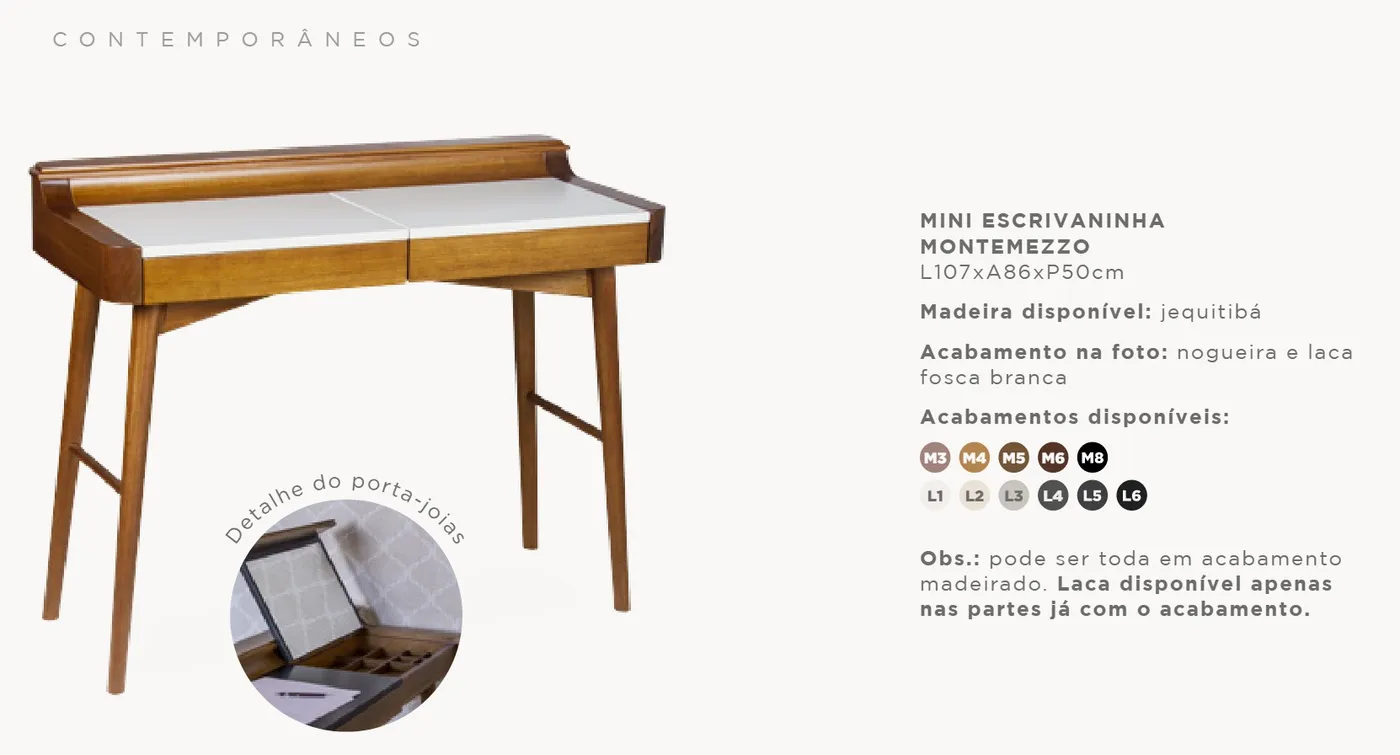 CONTEMPORÂNEOS
MINI ESCRIVANINHA
MONTEMEZZO
L107xA86xP50cm
Madeira disponível: jequitibá
Acabamento na foto: nogueira e laca
fosca branca
Acabamentos disponíveis:
M3 M4 M5 M6 M8
L1 L2 L3 L4 L5 L6
Obs.: pode ser toda em acabamento
madeirado. Laca disponível apenas
nas partes já com o acabamento.
Detalhe do porta-joias